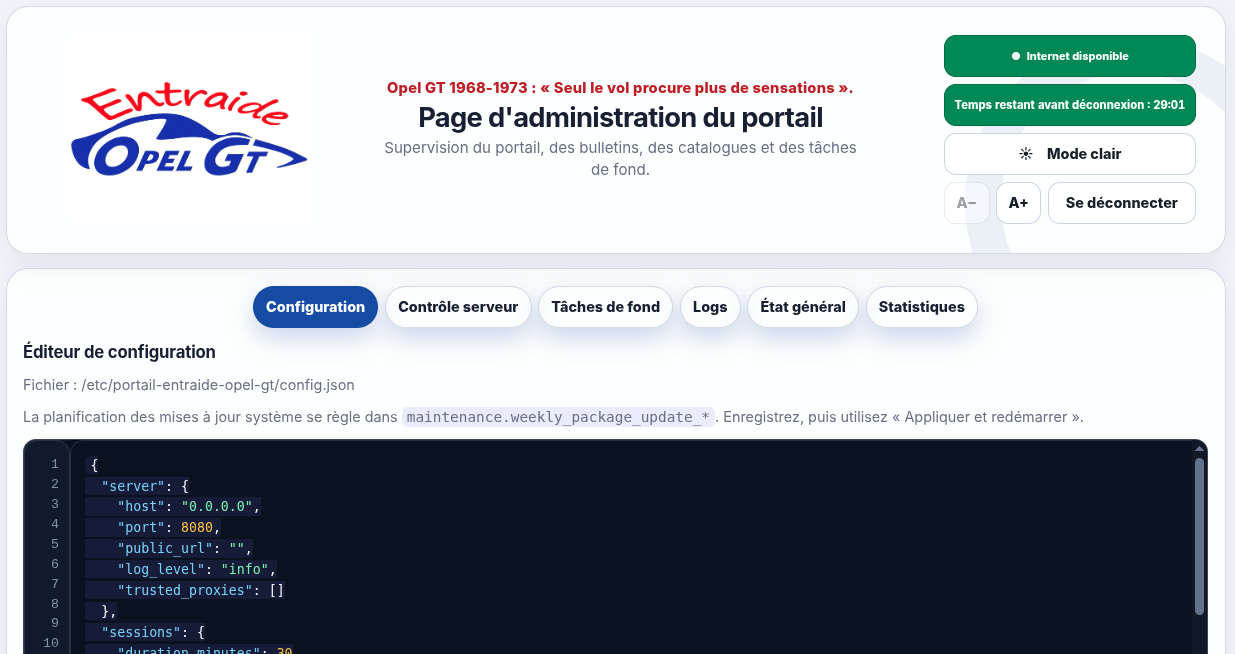 Entraide
OPEL GT
Opel GT 1968-1973 : « Seul le vol procure plus de sensations ».
Page d'administration du portail
Supervision du portail, des bulletins, des catalogues et des tâches
de fond.
Internet disponible
Temps restant avant déconnexion : 29:01
Mode clair
A−
A+
Se déconnecter
Configuration
Contrôle serveur
Tâches de fond
Logs
État général
Statistiques
Éditeur de configuration
Fichier : /etc/portail-entraide-opel-gt/config.json
La planification des mises à jour système se règle dans maintenance.weekly_package_update_*. Enregistrez, puis utilisez « Appliquer et redémarrer ».
1 {
2 "server": {
3 "host": "0.0.0.0",
4 "port": 8080,
5 "public_url": "",
6 "log_level": "info",
7 "trusted_proxies": []
8 },
9 "sessions": {
10 "duration_minutes": 30